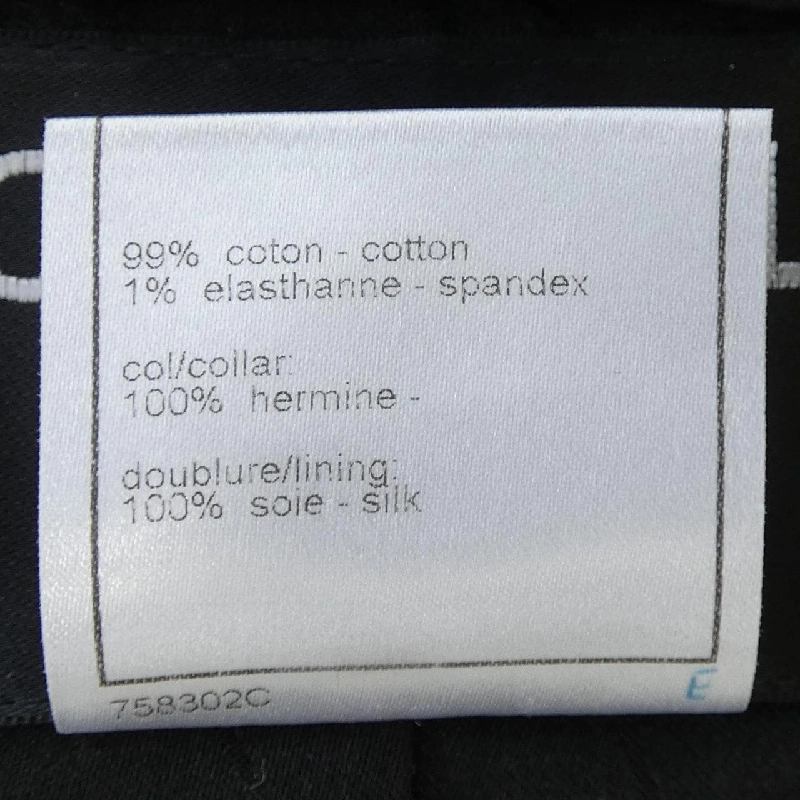 99% coton - cotton
1% elasthanne - spandex
col/collar:
100% hermine -
doublure/lining:
100% soie - silk
758302C
E